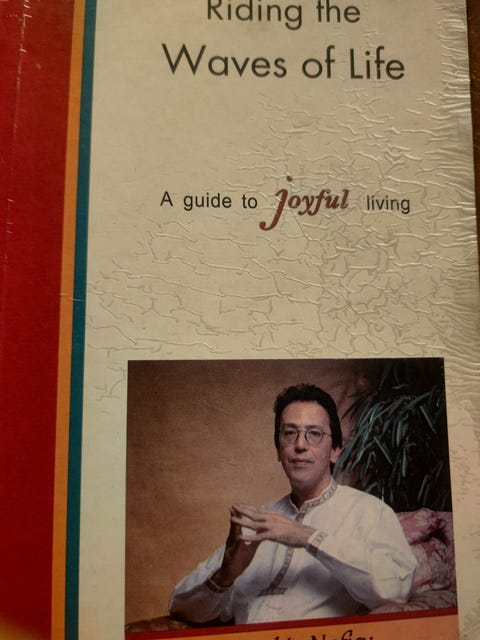 Riding the
Waves of Life
A guide to joyful living